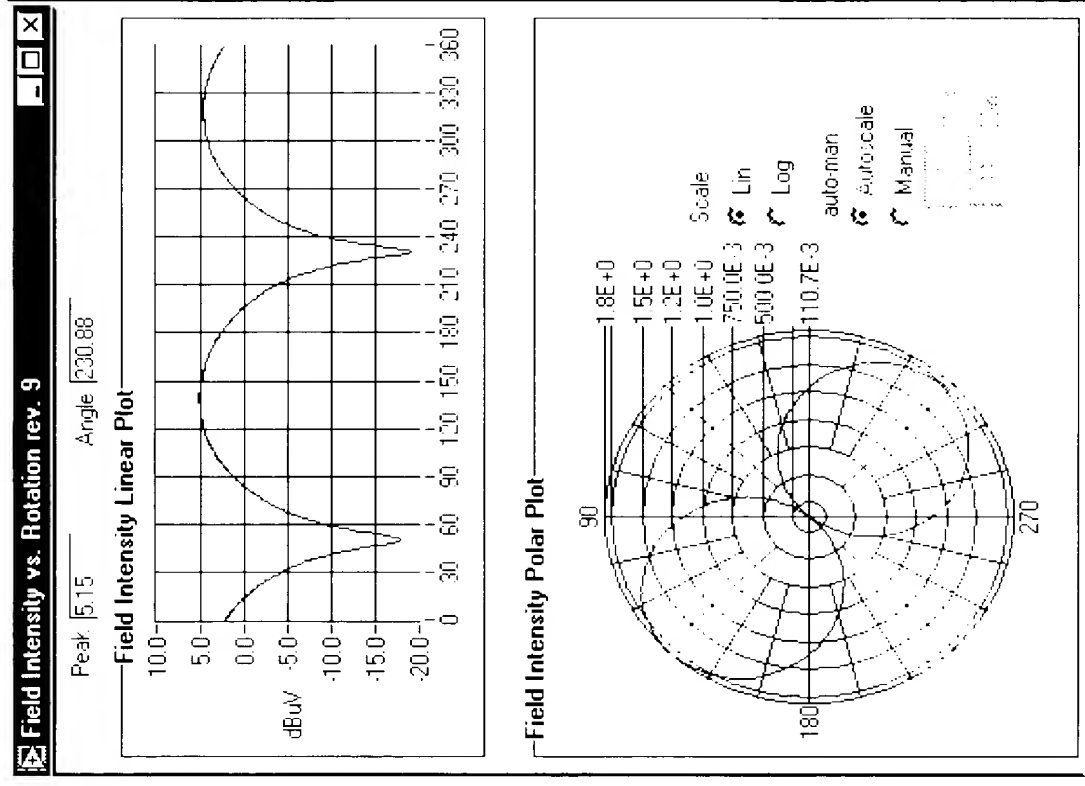 Field Intensity vs. Rotation rev. 9
Peak 5.15
Angle 230.88
Field Intensity Linear Plot
10.0
5.0
0.0
-5.0
-10.0
-15.0
-20.0
dBuV
0 30 60 90 120 150 180 210 240 270 300 330 360
Field Intensity Polar Plot
90
180
270
1.8E+0
1.5E+0
1.2E+0
1.0E+0
750.0E-3
500.0E-3
110.7E-3
Scale
Lin
Log
auto-man
Autoscale
Manual